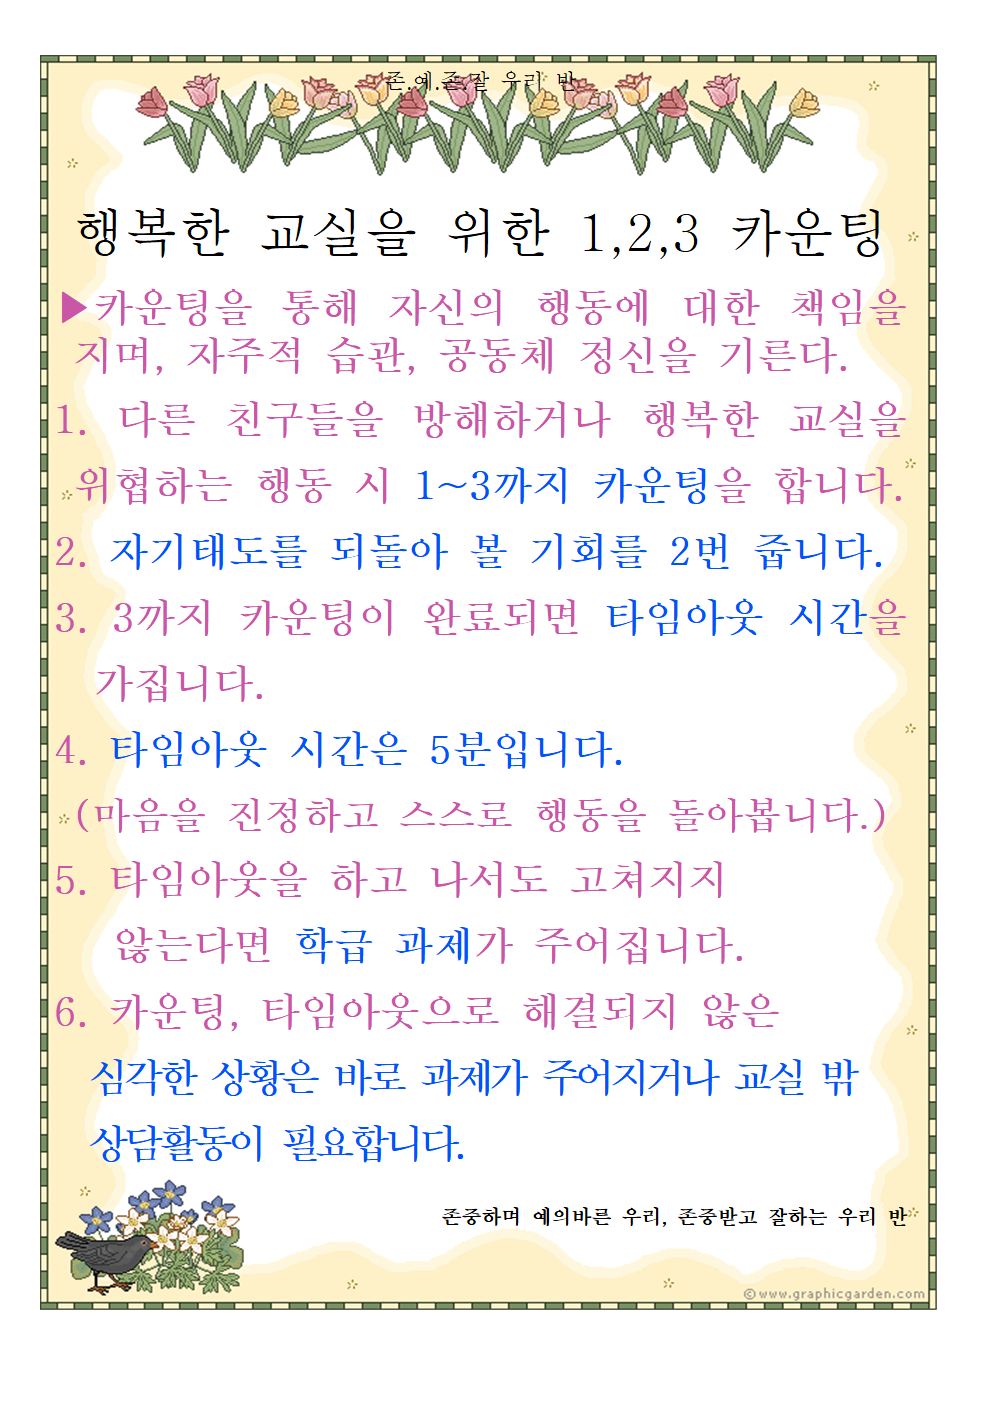 존.예.존.잘 우리 반
행복한 교실을 위한 1,2,3 카운팅
▶카운팅을 통해 자신의 행동에 대한 책임을
지며, 자주적 습관, 공동체 정신을 기른다.
1. 다른 친구들을 방해하거나 행복한 교실을
위협하는 행동 시 1~3까지 카운팅을 합니다.
2. 자기태도를 되돌아 볼 기회를 2번 줍니다.
3. 3까지 카운팅이 완료되면 타임아웃 시간을
가집니다.
4. 타임아웃 시간은 5분입니다.
(마음을 진정하고 스스로 행동을 돌아봅니다.)
5. 타임아웃을 하고 나서도 고쳐지지
않는다면 학급 과제가 주어집니다.
6. 카운팅, 타임아웃으로 해결되지 않은
심각한 상황은 바로 과제가 주어지거나 교실 밖
상담활동이 필요합니다.
존중하며 예의바른 우리, 존중받고 잘하는 우리 반
©www.graphicgarden.com